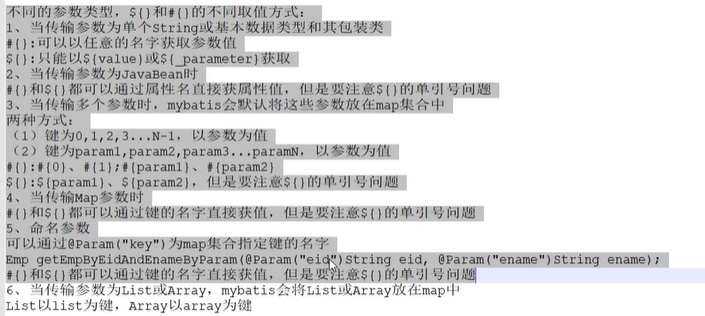 不同的参数类型，${}和#{}的不同取值方式：
1、当传输参数为单个String或基本数据类型和其包装类
#{}:可以以任意的名字获取参数值
${}:只能以${value}或${_parameter}获取
2、当传输参数为JavaBean时
#{}和${}都可以通过属性名直接获属性值，但是要注意${}的单引号问题
3、当传输多个参数时，mybatis会默认将这些参数放在map集合中
两种方式：
（1）键为0,1,2,3...N-1，以参数为值
（2）键为param1,param2,param3...paramN，以参数为值
#{}:#{0}、#{1};#{param1}、#{param2}
${}:${param1}、${param2}，但是要注意${}的单引号问题
4、当传输Map参数时
#{}和${}都可以通过键的名字直接获值，但是要注意${}的单引号问题
5、命名参数
可以通过@Param("key")为map集合指定键的名字
Emp getEmpByEidAndEnameByParam(@Param("eid")String eid, @Param("ename")String ename);
#{}和${}都可以通过键的名字直接获值，但是要注意${}的单引号问题
6、当传输参数为List或Array，mybatis会将List或Array放在map中
List以list为键，Array以array为键